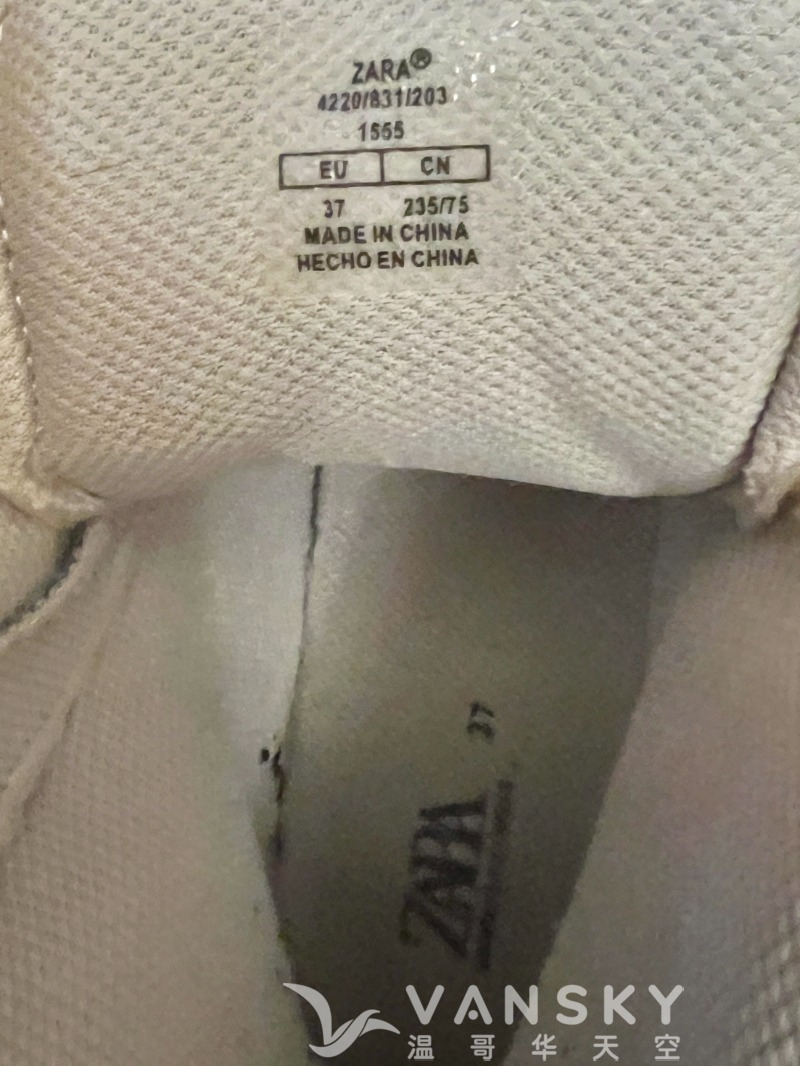 ZARA®
4220/831/203
1555
EU CN
37 235/75
MADE IN CHINA
HECHO EN CHINA
37
ZARA
VANSKY
温哥华天空